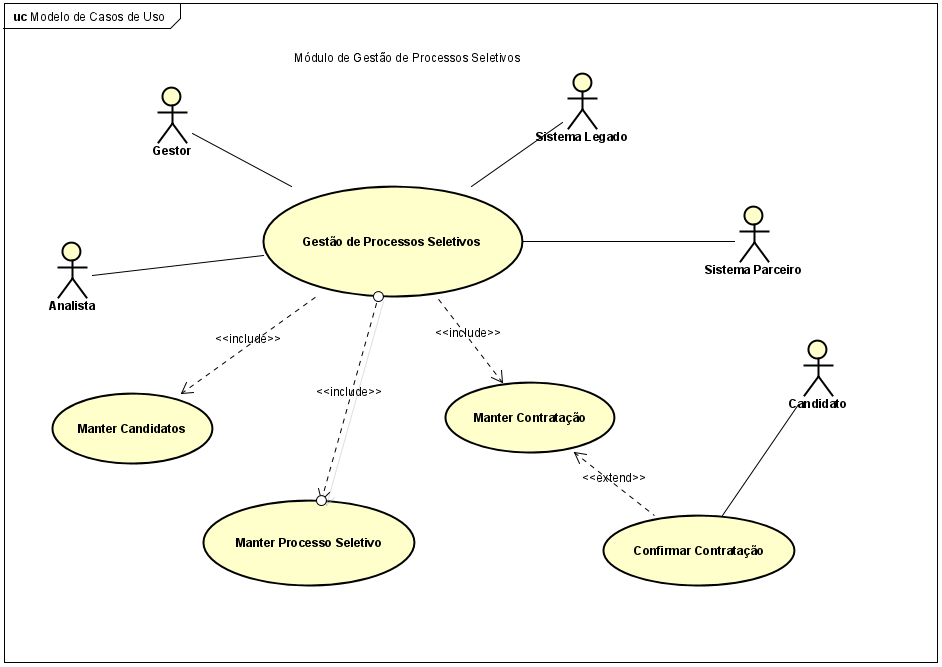 uc Modelo de Casos de Uso
Módulo de Gestão de Processos Seletivos
Sistema Legado
Gestor
Gestão de Processos Seletivos
Sistema Parceiro
Analista
<<include>>
<<include>>
<<include>>
Candidato
Manter Contratação
Manter Candidatos
<<extend>>
Manter Processo Seletivo
Confirmar Contratação